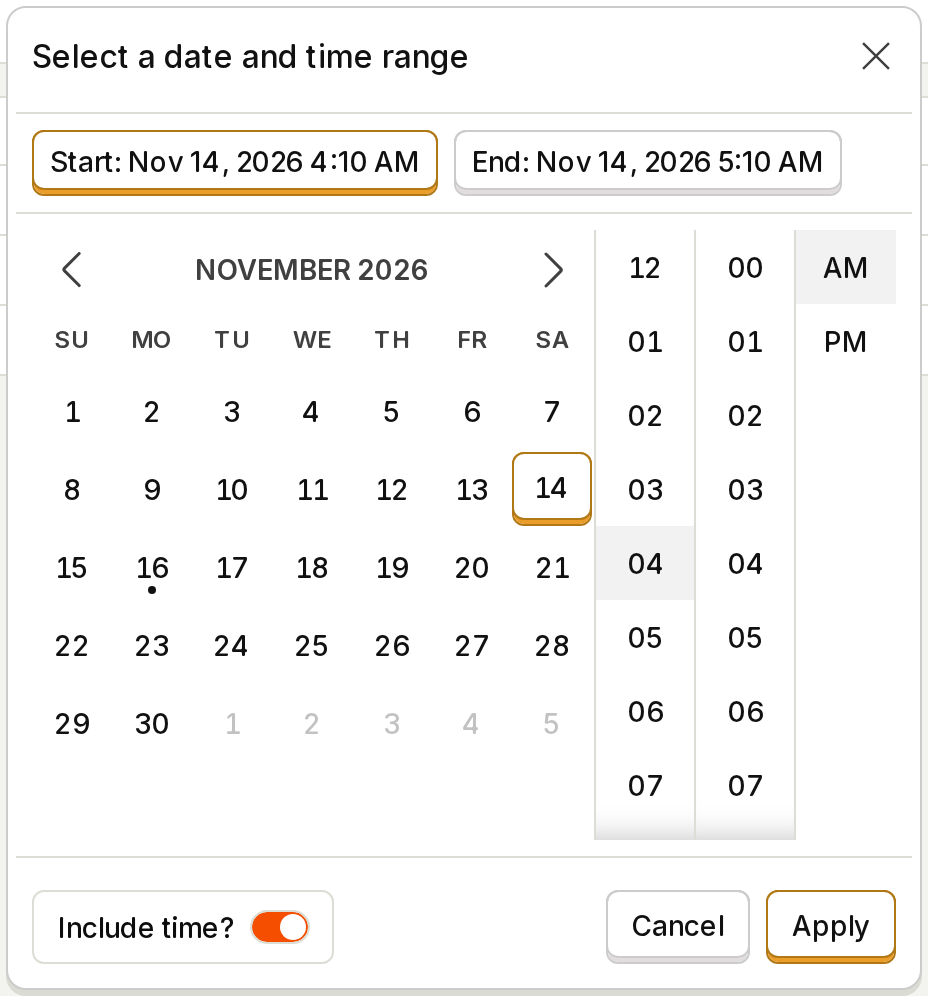 Select a date and time range
Start: Nov 14, 2026 4:10 AM End: Nov 14, 2026 5:10 AM
NOVEMBER 2026
SU MO TU WE TH FR SA
1 2 3 4 5 6 7
8 9 10 11 12 13 14
15 16 17 18 19 20 21
22 23 24 25 26 27 28
29 30 1 2 3 4 5
12 00 AM
01 01 PM
02 02
03 03
04 04
05 05
06 06
07 07
Include time? Cancel Apply